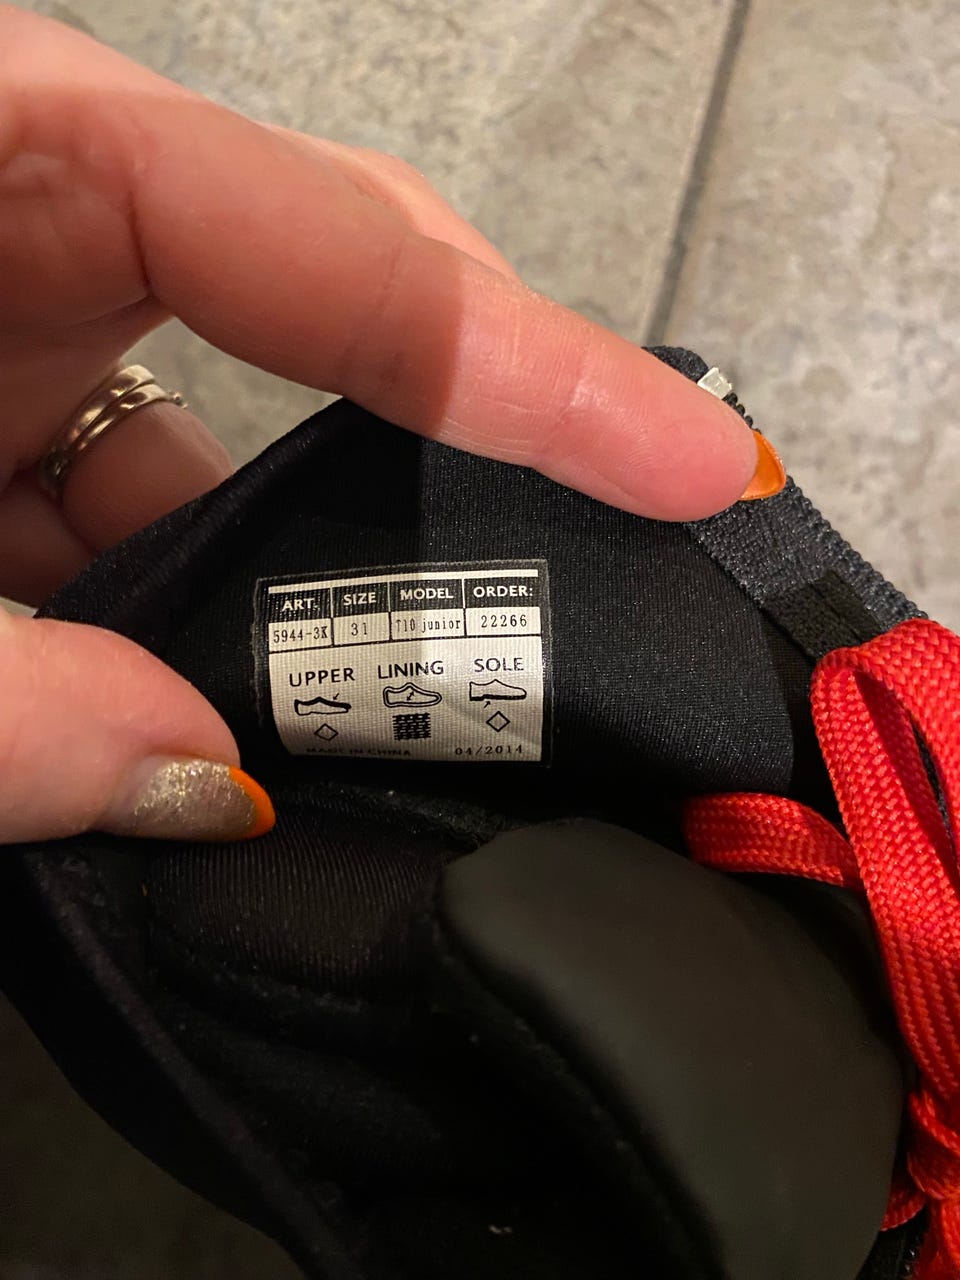 ART. SIZE MODEL ORDER:
5944-3K 31 T10 junior 22266
UPPER LINING SOLE
MADE IN CHINA 04/2014